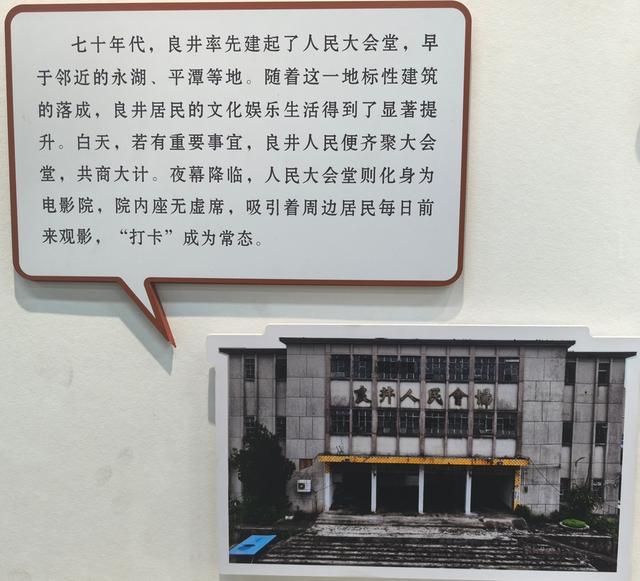 七十年代，良井率先建起了人民大会堂，早
于邻近的永湖、平潭等地。随着这一地标性建筑
的落成，良井居民的文化娱乐生活得到了显著提
升。白天，若有重要事宜，良井人民便齐聚大会
堂，共商大计。夜幕降临，人民大会堂则化身为
电影院，院内座无虚席，吸引着周边居民每日前
来观影，“打卡”成为常态。
良井人民會場